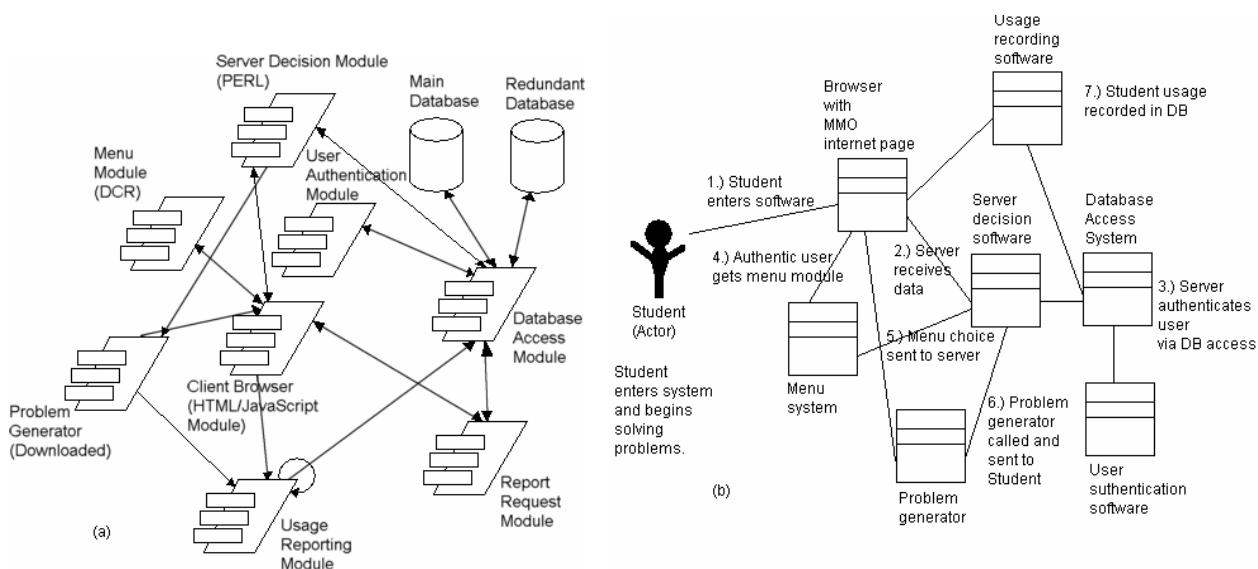 Server Decision Module
(PERL)
Main
Database
Redundant
Database
Menu
Module
(DCR)
User
Authentication
Module
Database
Access
Module
Client Browser
(HTML/JavaScript
Module)
Problem
Generator
(Downloaded)
Report
Request
Module
Usage
Reporting
Module
(a)
Usage
recording
software
7.) Student usage
recorded in DB
Browser
with
MMO
internet page
1.) Student
enters software
Server
decision
software
Database
Access
System
4.) Authentic user
gets menu module
2.) Server
receives
data
3.) Server
authenticates
user
via DB access
Student
(Actor)
5.) Menu choice
sent to server
Student
enters system
and begins
solving
problems.
Menu
system
6.) Problem
generator
called and
sent to
Student
(b)
Problem
generator
User
suthentication
software